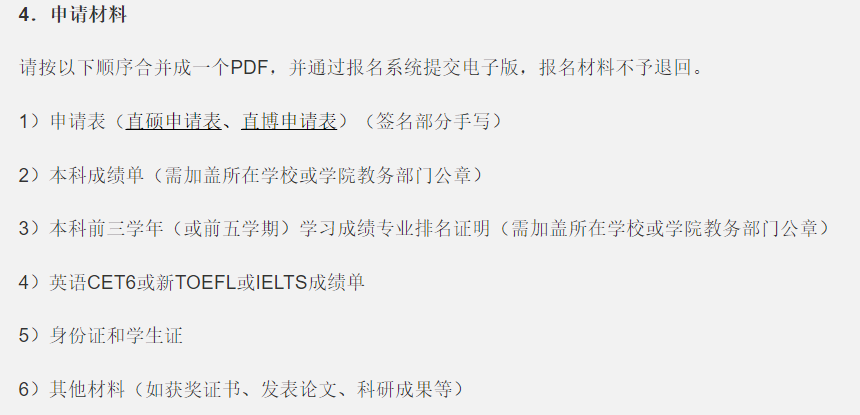 4．申请材料
请按以下顺序合并成一个PDF，并通过报名系统提交电子版，报名材料不予退回。
1）申请表（直硕申请表、直博申请表）（签名部分手写）
2）本科成绩单（需加盖所在学校或学院教务部门公章）
3）本科前三学年（或前五学期）学习成绩专业排名证明（需加盖所在学校或学院教务部门公章）
4）英语CET6或新TOEFL或IELTS成绩单
5）身份证和学生证
6）其他材料（如获奖证书、发表论文、科研成果等）